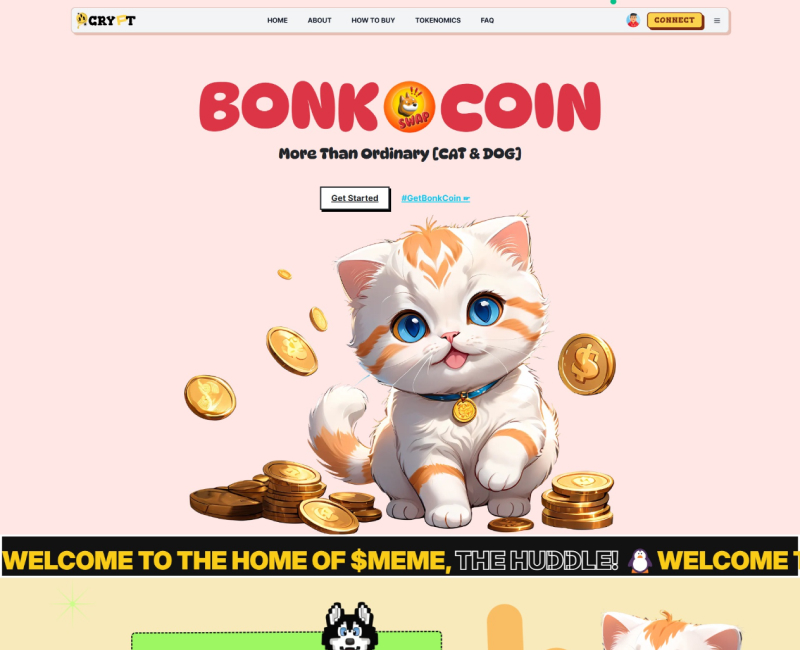 CRYPT
HOME ABOUT HOW TO BUY TOKENOMICS FAQ
CONNECT
BONK COIN
SWAP
More Than Ordinary [CAT & DOG]
Get Started
#GetBonkCoin
WELCOME TO THE HOME OF $MEME, THE HUDDLE! WELCOME T